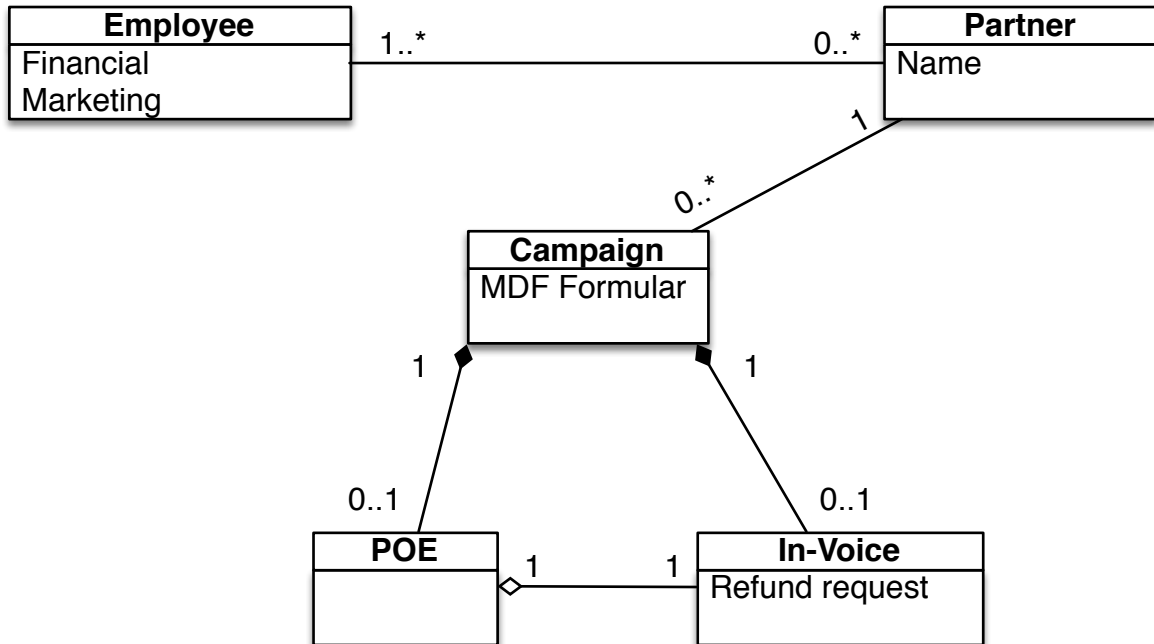 Employee
Financial
Marketing
1..*
0..*
Partner
Name
1
0..*
Campaign
MDF Formular
1
1
0..1
0..1
POE
1
1
In-Voice
Refund request